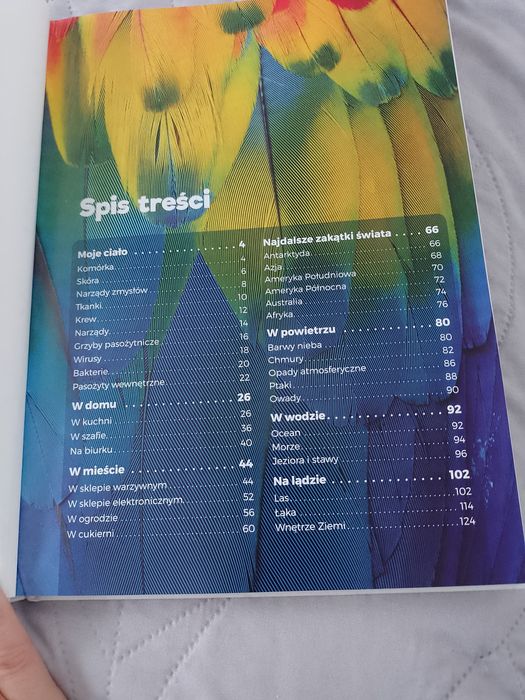 Spis treści
Moje ciało 4
Komórka 4
Skóra 6
Narządy zmysłów 8
Tkanki 10
Krew 12
Narządy 14
Grzyby pasożytnicze 16
Wirusy 18
Bakterie 20
Pasożyty wewnętrzne 22
W domu 26
W kuchni 26
W szafie 36
Na biurku 40
W mieście 44
W sklepie warzywnym 44
W sklepie elektronicznym 52
W ogrodzie 56
W cukierni 60
Najdalsze zakątki świata 66
Antarktyda 66
Azja 68
Ameryka Południowa 70
Ameryka Północna 72
Australia 74
Afryka 76
W powietrzu 80
Barwy nieba 80
Chmury 82
Opady atmosferyczne 86
Ptaki 88
Owady 90
W wodzie 92
Ocean 92
Morze 94
Jeziora i stawy 96
Na lądzie 102
Las 102
Łąka 114
Wnętrze Ziemi 124